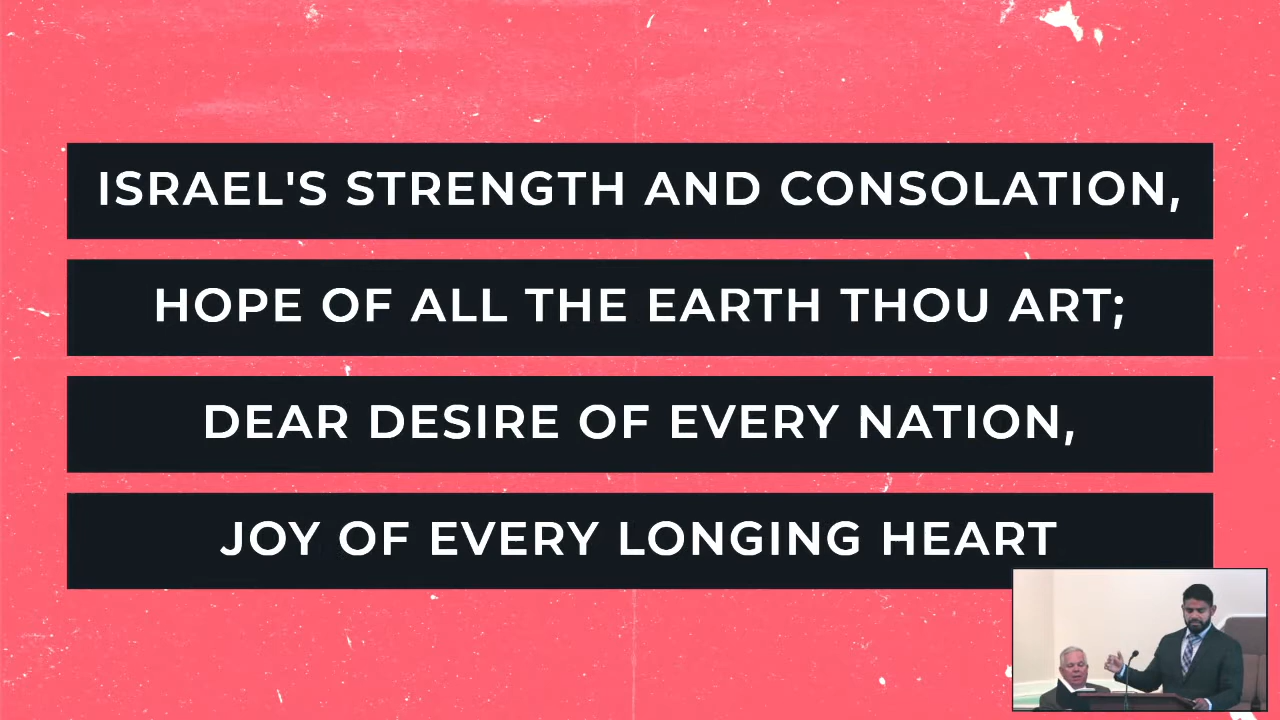 ISRAEL'S STRENGTH AND CONSOLATION,
HOPE OF ALL THE EARTH THOU ART;
DEAR DESIRE OF EVERY NATION,
JOY OF EVERY LONGING HEART